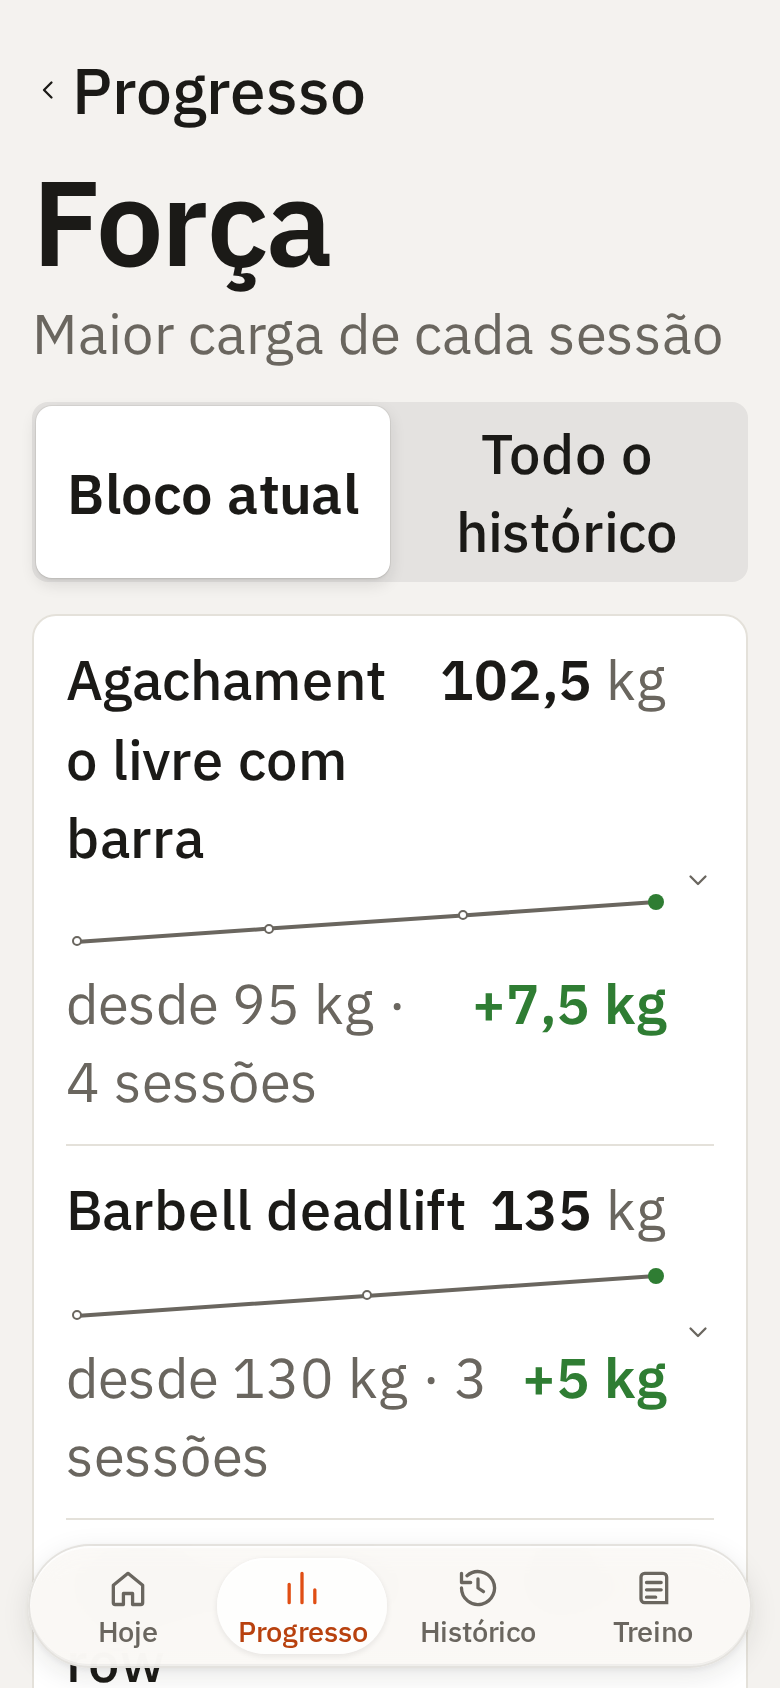 Progresso
Força
Maior carga de cada sessão
Bloco atual
Todo o
histórico
Agachament 102,5 kg
o livre com
barra
desde 95 kg · +7,5 kg
4 sessões
Barbell deadlift 135 kg
desde 130 kg · 3 +5 kg
sessões
Hoje
Progresso
Histórico
Treino
row